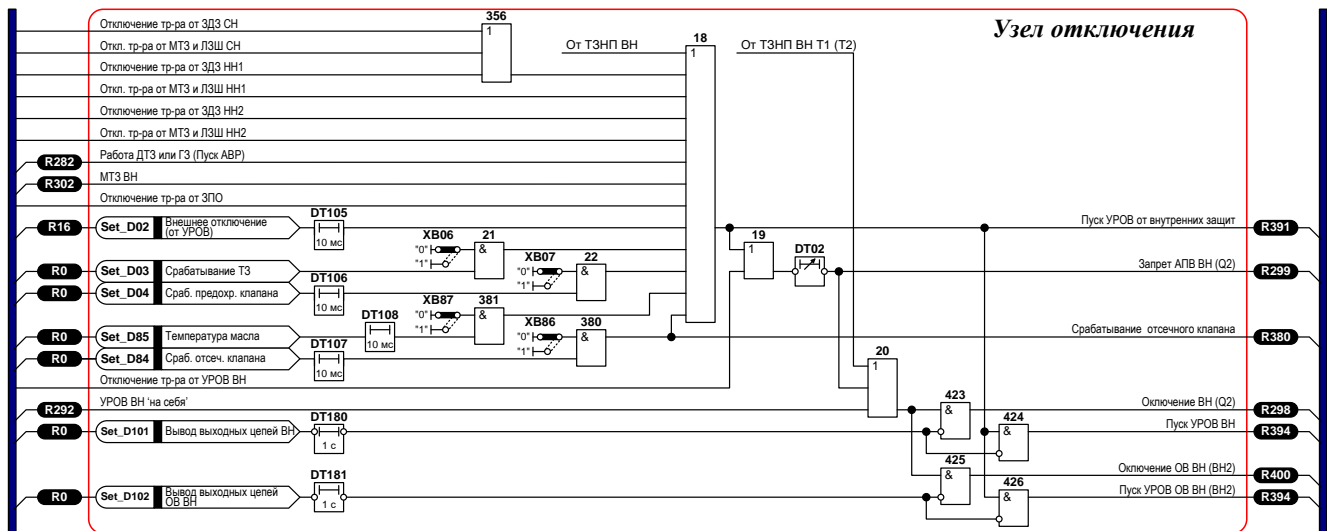 Узел отключения
Отключение тр-ра от ЗДЗ СН
356
1
Откл. тр-ра от МТЗ и ЛЗШ СН
От ТЗНП ВН
18
1
От ТЗНП ВН Т1 (Т2)
Отключение тр-ра от ЗДЗ НН1
Откл. тр-ра от МТЗ и ЛЗШ НН1
Отключение тр-ра от ЗДЗ НН2
Откл. тр-ра от МТЗ и ЛЗШ НН2
R282
Работа ДТЗ или ГЗ (Пуск АВР)
R302
МТЗ ВН
Отключение тр-ра от ЗПО
R16
Set_D02
Внешнее отключение
(от УРОВ)
DT105
10 мс
Пуск УРОВ от внутренних защит
R391
XB06
"0"
"1"
21
&
19
1
DT02
R0
Set_D03
Срабатывание ТЗ
XB07
"0"
"1"
22
&
Запрет АПВ ВН (Q2)
R299
R0
Set_D04
Сраб. предохр. клапана
DT106
10 мс
XB87
"0"
"1"
381
&
R0
Set_D85
Температура масла
DT108
10 мс
XB86
"0"
"1"
380
&
Срабатывание отсечного клапана
R380
R0
Set_D84
Сраб. отсеч. клапана
DT107
10 мс
Отключение тр-ра от УРОВ ВН
20
1
R292
УРОВ ВН 'на себя'
423
&
Оключение ВН (Q2)
R298
R0
Set_D101
Вывод выходных цепей ВН
DT180
1 с
424
&
Пуск УРОВ ВН
R394
425
&
Оключение ОВ ВН (ВН2)
R400
R0
Set_D102
Вывод выходных цепей
ОВ ВН
DT181
1 с
426
&
Пуск УРОВ ОВ ВН (ВН2)
R394